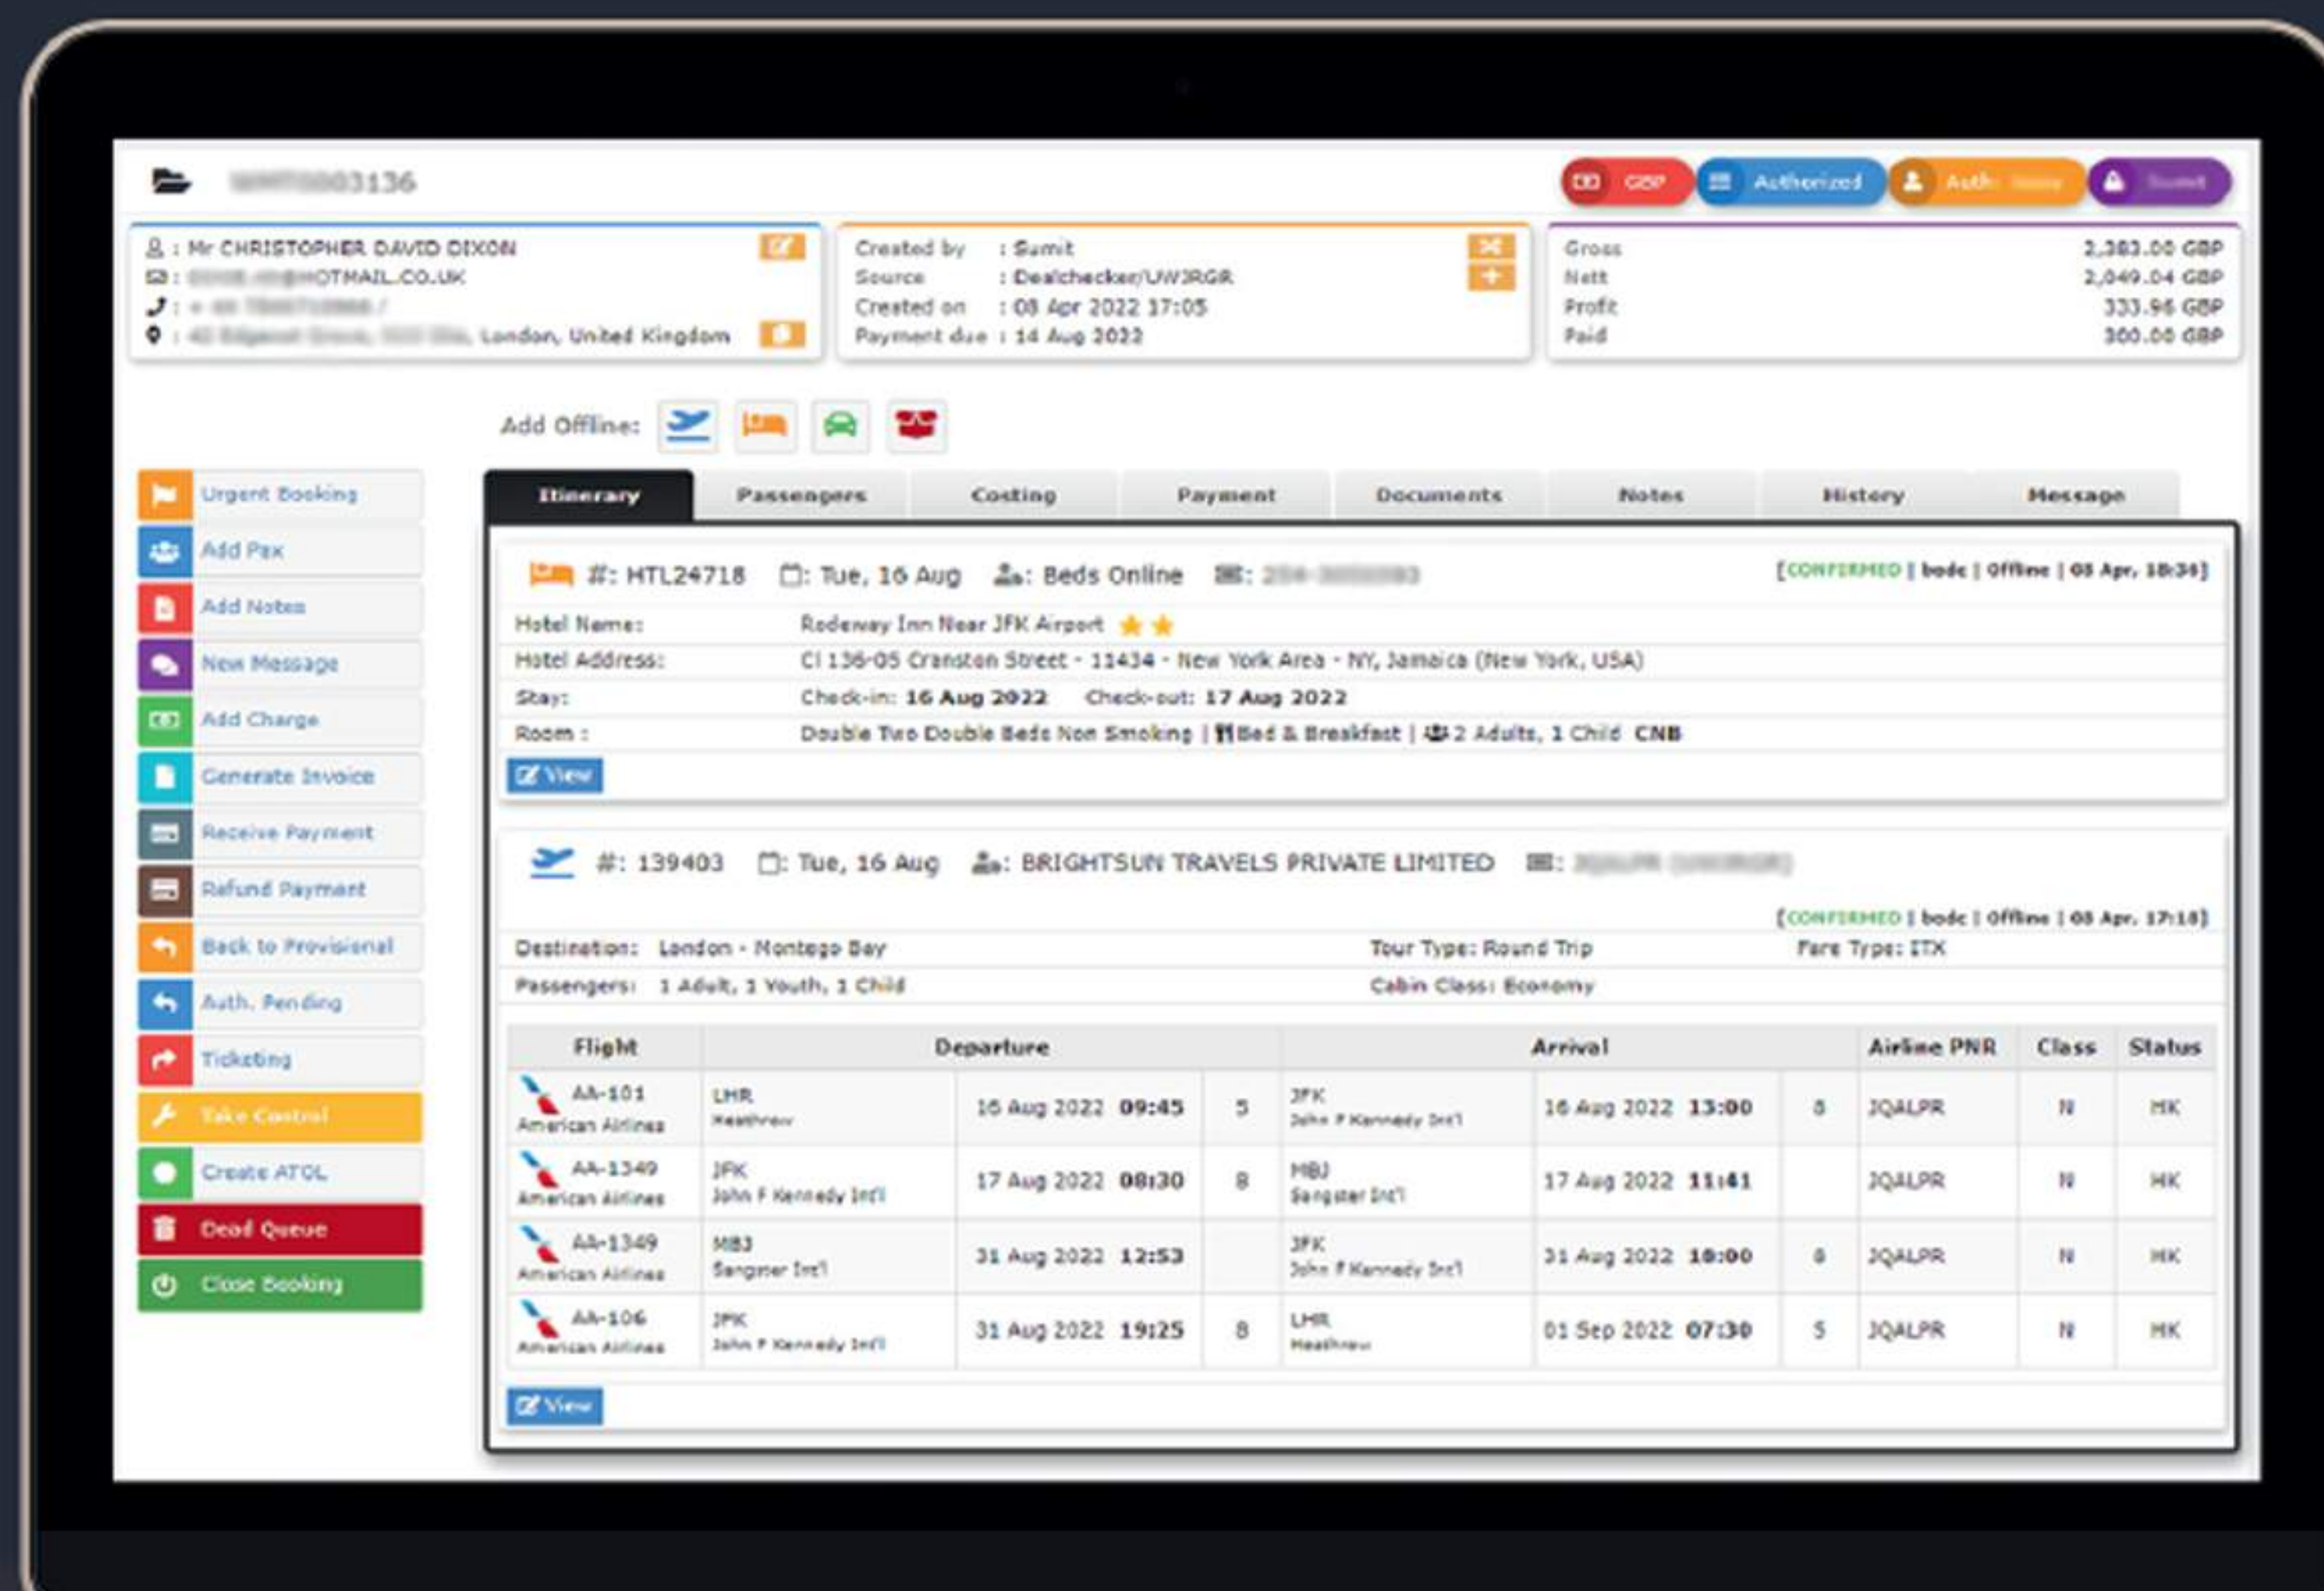 0003136
GBP
Authorized
Auth:
: Mr CHRISTOPHER DAVID DIXON
: HOTMAIL.CO.UK
:
: London, United Kingdom
Created by : Sumit
Source : Dealchecker/UW3RGR
Created on : 08 Apr 2022 17:05
Payment due : 14 Aug 2022
Gross 2,383.00 GBP
Nett 2,049.04 GBP
Profit 333.96 GBP
Paid 300.00 GBP
Add Offline:
Urgent Booking
Add Pax
Add Notes
New Message
Add Charge
Generate Invoice
Receive Payment
Refund Payment
Back to Provisional
Auth. Pending
Ticketing
Take Control
Create ATOL
Dead Queue
Close Booking
Itinerary Passengers Costing Payment Documents Notes History Message
#: HTL24718 : Tue, 16 Aug : Beds Online :
[CONFIRMED | bodc | Offline | 08 Apr, 18:34]
Hotel Name: Rodeway Inn Near JFK Airport
Hotel Address: Cl 136-05 Cranston Street - 11434 - New York Area - NY, Jamaica (New York, USA)
Stay: Check-in: 16 Aug 2022 Check-out: 17 Aug 2022
Room : Double Two Double Beds Non Smoking | Bed & Breakfast | 2 Adults, 1 Child CNB
View
#: 139403 : Tue, 16 Aug : BRIGHTSUN TRAVELS PRIVATE LIMITED :
[CONFIRMED | bodc | Offline | 08 Apr, 17:18]
Destination: London - Montego Bay Tour Type: Round Trip Fare Type: ITX
Passengers: 1 Adult, 1 Youth, 1 Child Cabin Class: Economy
Flight Departure Arrival Airline PNR Class Status
AA-101 LHR 16 Aug 2022 09:45 5 JFK 16 Aug 2022 13:00 8 JQALPR N HK
American Airlines Heathrow John F Kennedy Int'l
AA-1349 JFK 17 Aug 2022 08:30 8 MBJ 17 Aug 2022 11:41 JQALPR N HK
American Airlines John F Kennedy Int'l Sangster Int'l
AA-1349 MBJ 31 Aug 2022 12:53 JFK 31 Aug 2022 18:00 8 JQALPR N HK
American Airlines Sangster Int'l John F Kennedy Int'l
AA-106 JFK 31 Aug 2022 19:25 8 LHR 01 Sep 2022 07:30 5 JQALPR N HK
American Airlines John F Kennedy Int'l Heathrow
View